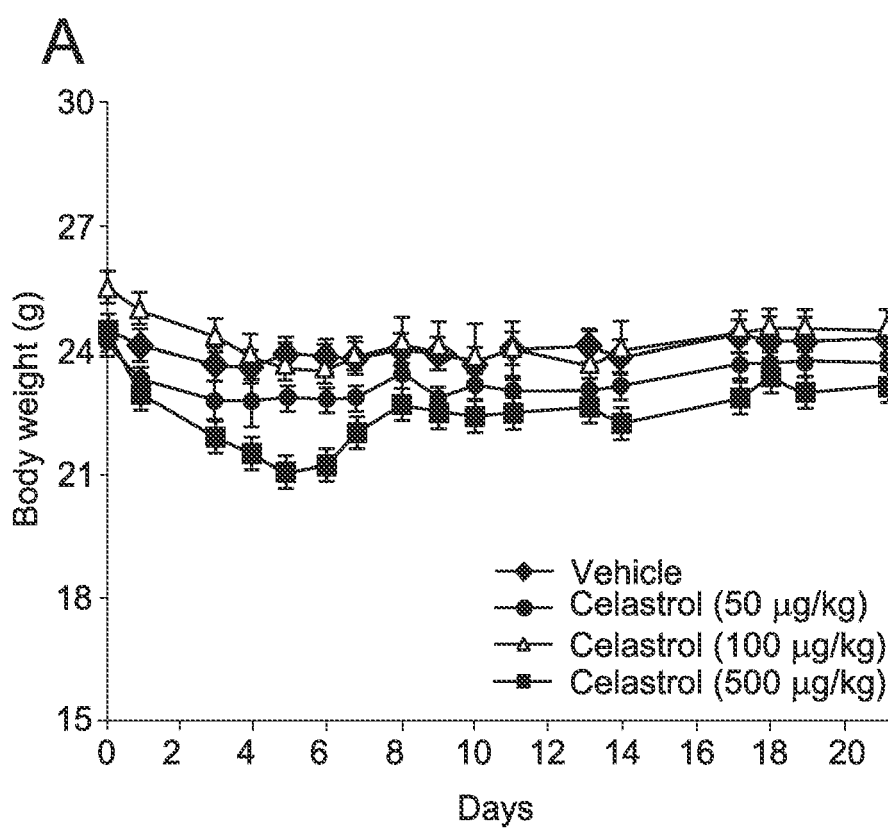 A
30
27
24
21
18
15
Body weight (g)
Vehicle
Celastrol (50 µg/kg)
Celastrol (100 µg/kg)
Celastrol (500 µg/kg)
0 2 4 6 8 10 12 14 16 18 20
Days